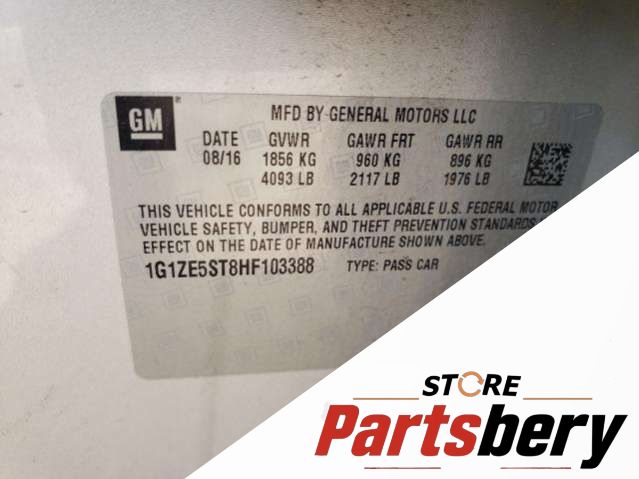 GM
MFD BY GENERAL MOTORS LLC
DATE GVWR GAWR FRT GAWR RR
08/16 1856 KG 960 KG 896 KG
4093 LB 2117 LB 1976 LB
THIS VEHICLE CONFORMS TO ALL APPLICABLE U.S. FEDERAL MOTOR
VEHICLE SAFETY, BUMPER, AND THEFT PREVENTION STANDARDS
EFFECT ON THE DATE OF MANUFACTURE SHOWN ABOVE.
1G1ZE5ST8HF103388 TYPE: PASS CAR
STORE
Partsbery